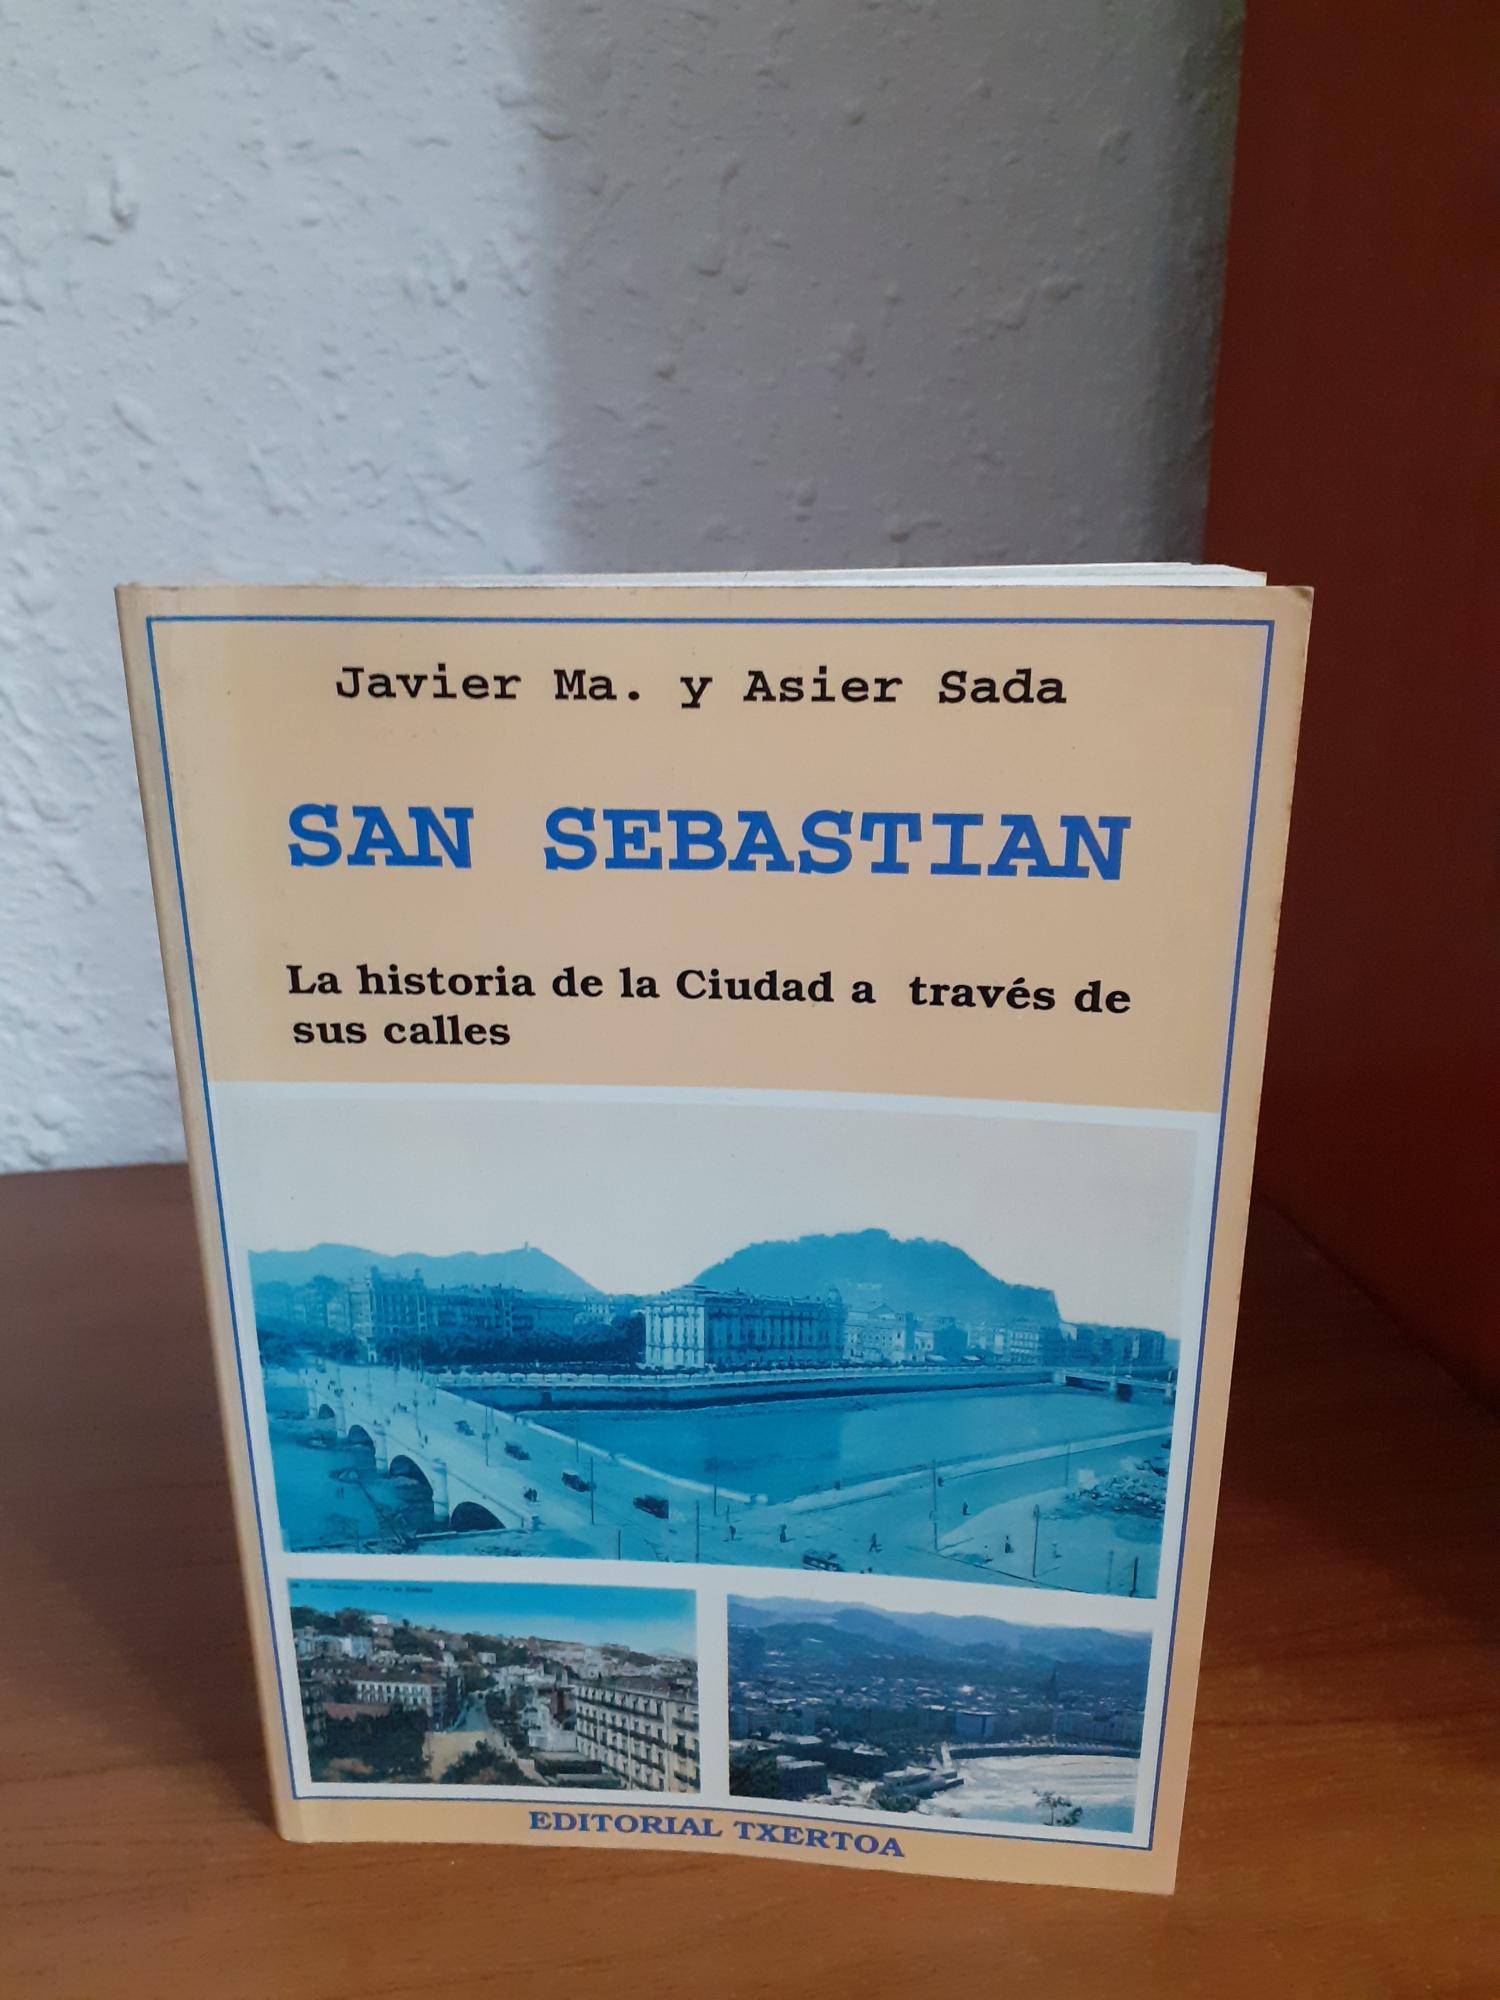 Javier Ma. y Asier Sada
SAN SEBASTIAN
La historia de la Ciudad a través de
sus calles
EDITORIAL TXERTOA